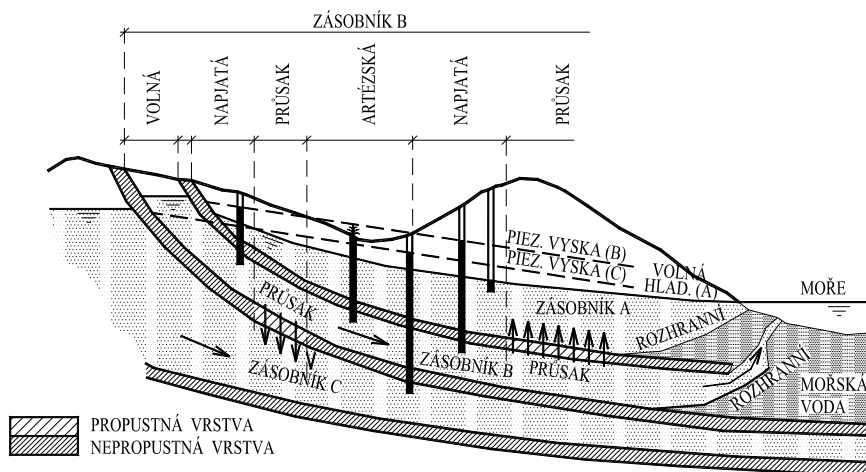 ZÁSOBNÍK B
VOLNÁ
NAPJATÁ
PRŮSAK
ARTÉZSKÁ
NAPJATÁ
PRŮSAK
PIEZ. VYSKA (B)
PIEZ. VYSKA (C)
VOLNÁ
HLAD. (A)
MOŘE
ZÁSOBNÍK A
ROZHRANNÍ
PRŮSAK
ZÁSOBNÍK B
PRŮSAK
ZÁSOBNÍK C
ROZHRANNÍ
MOŘSKÁ
VODA
PROPUSTNÁ VRSTVA
NEPROPUSTNÁ VRSTVA